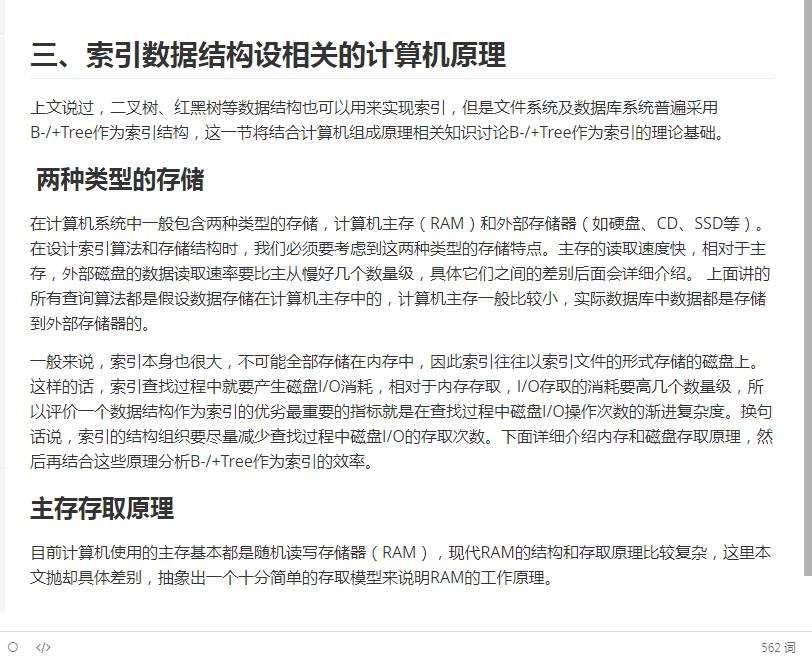 三、索引数据结构设相关的计算机原理
上文说过，二叉树、红黑树等数据结构也可以用来实现索引，但是文件系统及数据库系统普遍采用
B-/+Tree作为索引结构，这一节将结合计算机组成原理相关知识讨论B-/+Tree作为索引的理论基础。
两种类型的存储
在计算机系统中一般包含两种类型的存储，计算机主存（RAM）和外部存储器（如硬盘、CD、SSD等）。
在设计索引算法和存储结构时，我们必须要考虑到这两种类型的存储特点。主存的读取速度快，相对于主
存，外部磁盘的数据读取速率要比主从慢好几个数量级，具体它们之间的差别后面会详细介绍。 上面讲的
所有查询算法都是假设数据存储在计算机主存中的，计算机主存一般比较小，实际数据库中数据都是存储
到外部存储器的。
一般来说，索引本身也很大，不可能全部存储在内存中，因此索引往往以索引文件的形式存储的磁盘上。
这样的话，索引查找过程中就要产生磁盘I/O消耗，相对于内存存取，I/O存取的消耗要高几个数量级，所
以评价一个数据结构作为索引的优劣最重要的指标就是在查找过程中磁盘I/O操作次数的渐进复杂度。换句
话说，索引的结构组织要尽量减少查找过程中磁盘I/O的存取次数。下面详细介绍内存和磁盘存取原理，然
后再结合这些原理分析B-/+Tree作为索引的效率。
主存存取原理
目前计算机使用的主存基本都是随机读写存储器（RAM），现代RAM的结构和存取原理比较复杂，这里本
文抛却具体差别，抽象出一个十分简单的存取模型来说明RAM的工作原理。
</> 562 词